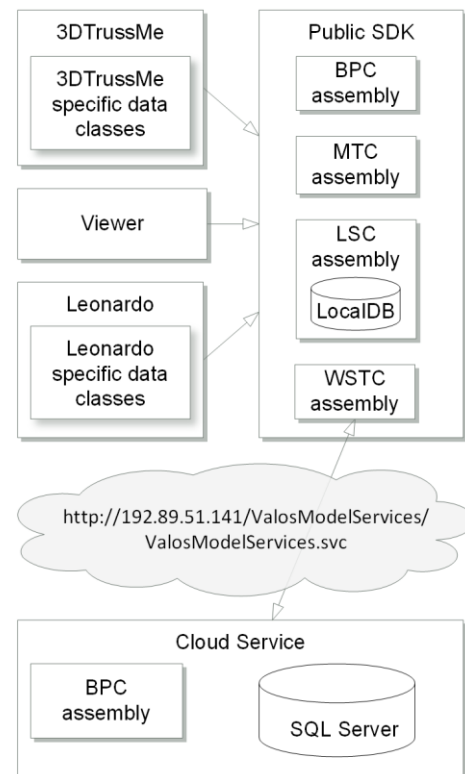 3DTrussMe
3DTrussMe
specific data
classes
Viewer
Leonardo
Leonardo
specific data
classes
Public SDK
BPC
assembly
MTC
assembly
LSC
assembly
LocalDB
WSTC
assembly
http://192.89.51.141/ValosModelServices/
ValosModelServices.svc
Cloud Service
BPC
assembly
SQL Server